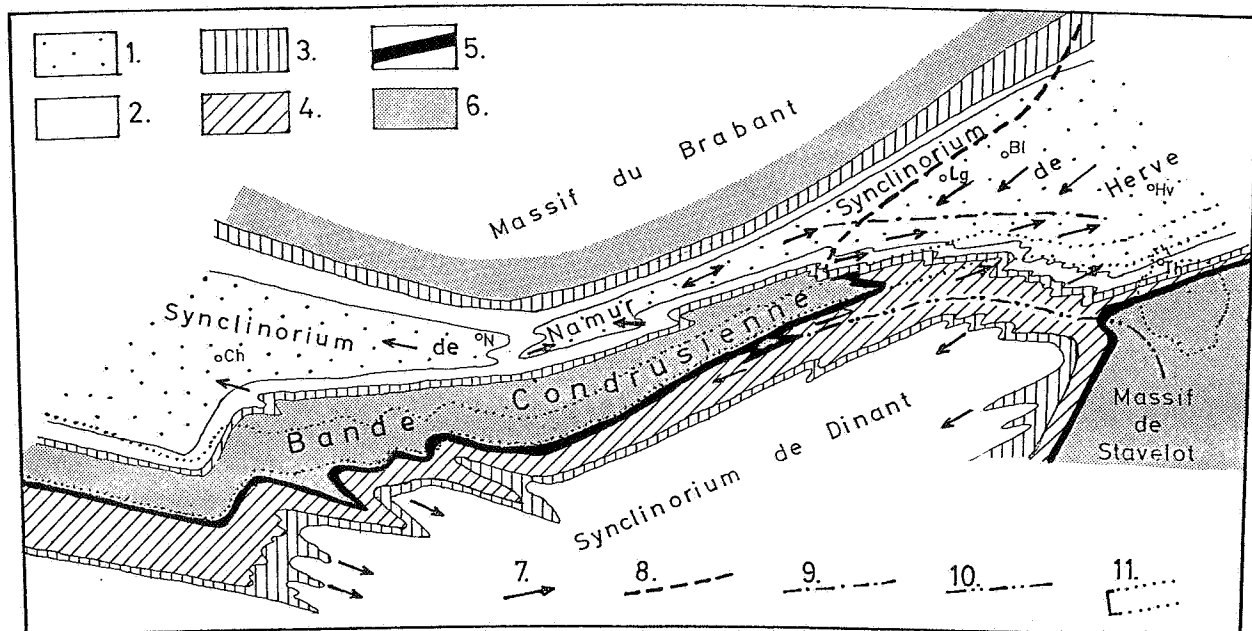 1.
2.
3.
4.
5.
6.
Massif du Brabant
Synclinorium de Herve
Bl
Lg
Hv
Synclinorium de Namur
N
Ch
Bande Condrusienne
Synclinorium de Dinant
Massif
de
Stavelot
7.
8.
9.
10.
11.